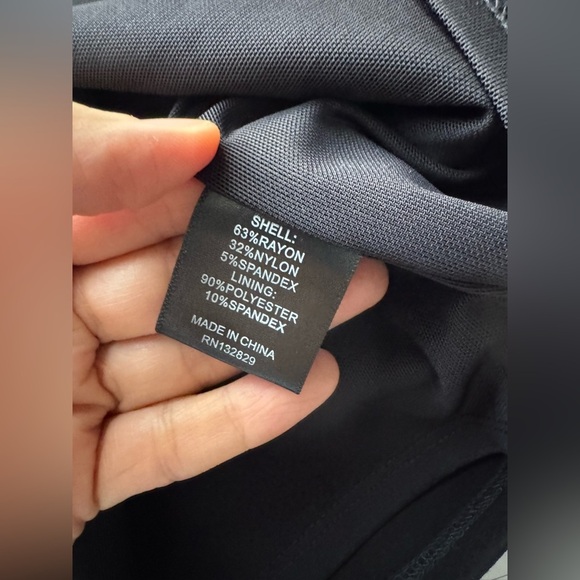 SHELL:
63%RAYON
32%NYLON
5%SPANDEX
LINING:
90%POLYESTER
10%SPANDEX
MADE IN CHINA
RN132829